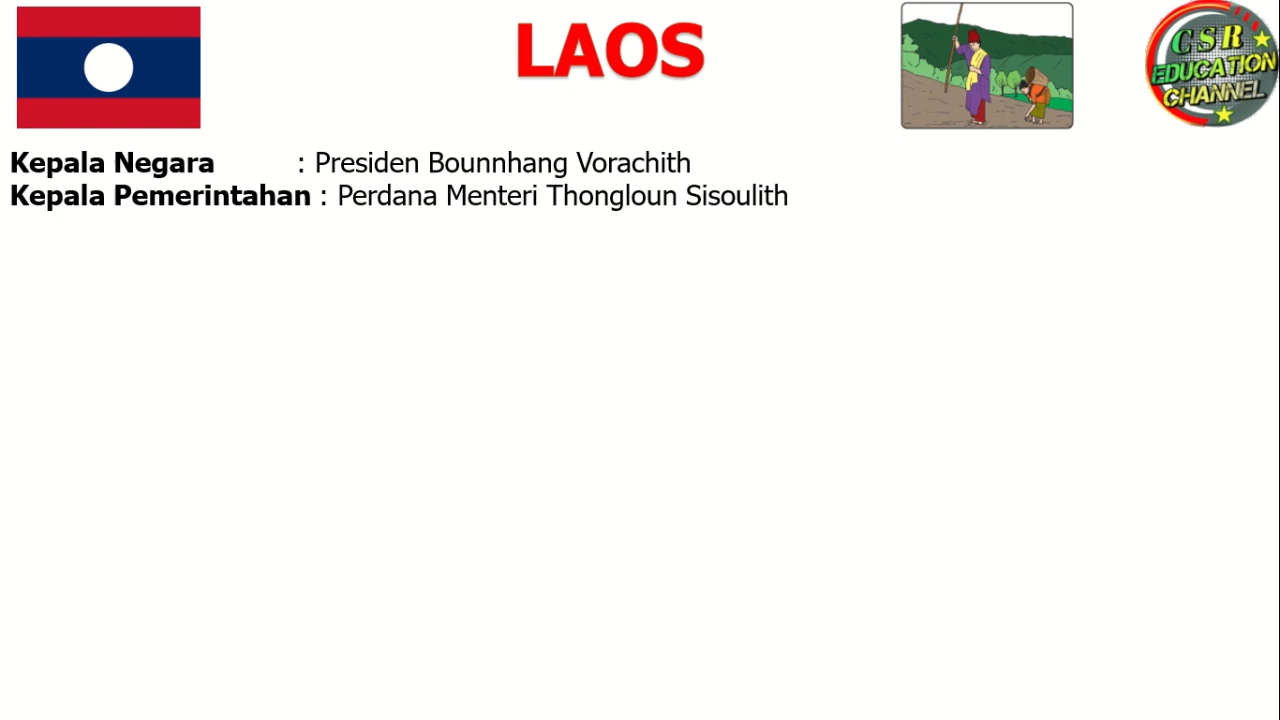 LAOS
CSR
EDUCATION
CHANNEL
Kepala Negara : Presiden Bounnhang Vorachith
Kepala Pemerintahan : Perdana Menteri Thongloun Sisoulith